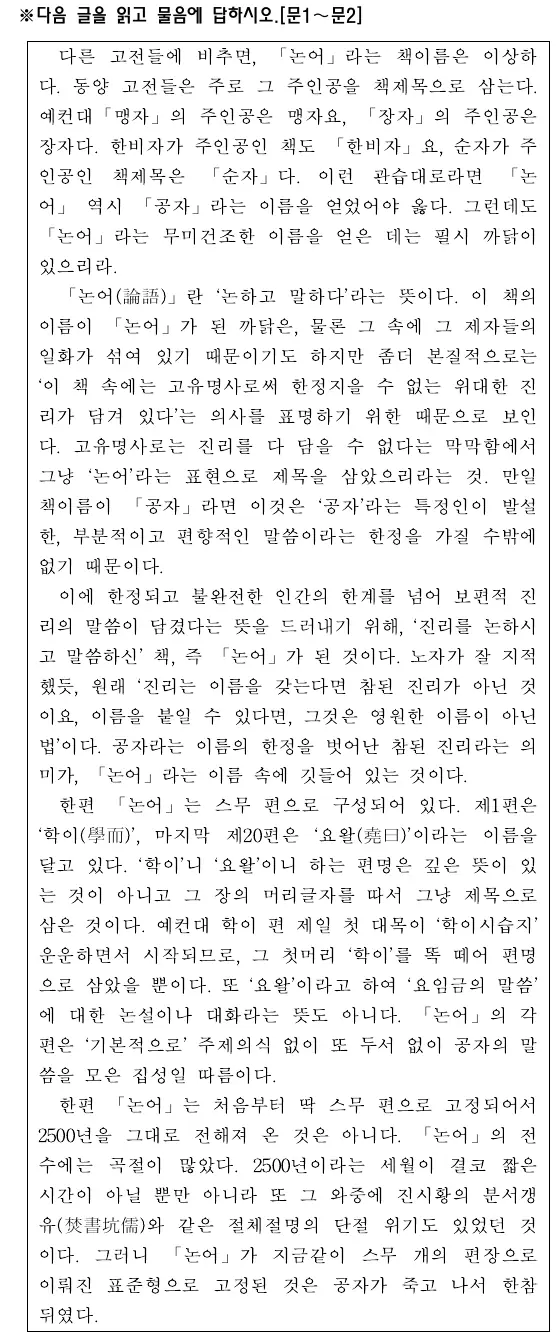 ※다음 글을 읽고 물음에 답하시오.[문1～문2]
다른 고전들에 비추면, 「논어」라는 책이름은 이상하
다. 동양 고전들은 주로 그 주인공을 책제목으로 삼는다.
예컨대「맹자」의 주인공은 맹자요, 「장자」의 주인공은
장자다. 한비자가 주인공인 책도 「한비자」요, 순자가 주
인공인 책제목은 「순자」다. 이런 관습대로라면 「논
어」 역시 「공자」라는 이름을 얻었어야 옳다. 그런데도
「논어」라는 무미건조한 이름을 얻은 데는 필시 까닭이
있으리라.
「논어(論語)」란 ‘논하고 말하다’라는 뜻이다. 이 책의
이름이 「논어」가 된 까닭은, 물론 그 속에 그 제자들의
일화가 섞여 있기 때문이기도 하지만 좀더 본질적으로는
‘이 책 속에는 고유명사로써 한정지을 수 없는 위대한 진
리가 담겨 있다’는 의사를 표명하기 위한 때문으로 보인
다. 고유명사로는 진리를 다 담을 수 없다는 막막함에서
그냥 ‘논어’라는 표현으로 제목을 삼았으리라는 것. 만일
책이름이 「공자」라면 이것은 ‘공자’라는 특정인이 발설
한, 부분적이고 편향적인 말씀이라는 한정을 가질 수밖에
없기 때문이다.
이에 한정되고 불완전한 인간의 한계를 넘어 보편적 진
리의 말씀이 담겼다는 뜻을 드러내기 위해, ‘진리를 논하시
고 말씀하신’ 책, 즉 「논어」가 된 것이다. 노자가 잘 지적
했듯, 원래 ‘진리는 이름을 갖는다면 참된 진리가 아닌 것
이요, 이름을 붙일 수 있다면, 그것은 영원한 이름이 아닌
법’이다. 공자라는 이름의 한정을 벗어난 참된 진리라는 의
미가, 「논어」라는 이름 속에 깃들어 있는 것이다.
한편 「논어」는 스무 편으로 구성되어 있다. 제1편은
‘학이(學而)’, 마지막 제20편은 ‘요왈(堯曰)’이라는 이름을
달고 있다. ‘학이’니 ‘요왈’이니 하는 편명은 깊은 뜻이 있
는 것이 아니고 그 장의 머리글자를 따서 그냥 제목으로
삼은 것이다. 예컨대 학이 편 제일 첫 대목이 ‘학이시습지’
운운하면서 시작되므로, 그 첫머리 ‘학이’를 똑 떼어 편명
으로 삼았을 뿐이다. 또 ‘요왈’이라고 하여 ‘요임금의 말씀’
에 대한 논설이나 대화라는 뜻도 아니다. 「논어」의 각
편은 ‘기본적으로’ 주제의식 없이 또 두서 없이 공자의 말
씀을 모은 집성일 따름이다.
한편 「논어」는 처음부터 딱 스무 편으로 고정되어서
2500년을 그대로 전해져 온 것은 아니다. 「논어」의 전
수에는 곡절이 많았다. 2500년이라는 세월이 결코 짧은
시간이 아닐 뿐만 아니라 또 그 와중에 진시황의 분서갱
유(焚書坑儒)와 같은 절체절명의 단절 위기도 있었던 것
이다. 그러니 「논어」가 지금같이 스무 개의 편장으로
이뤄진 표준형으로 고정된 것은 공자가 죽고 나서 한참
뒤였다.